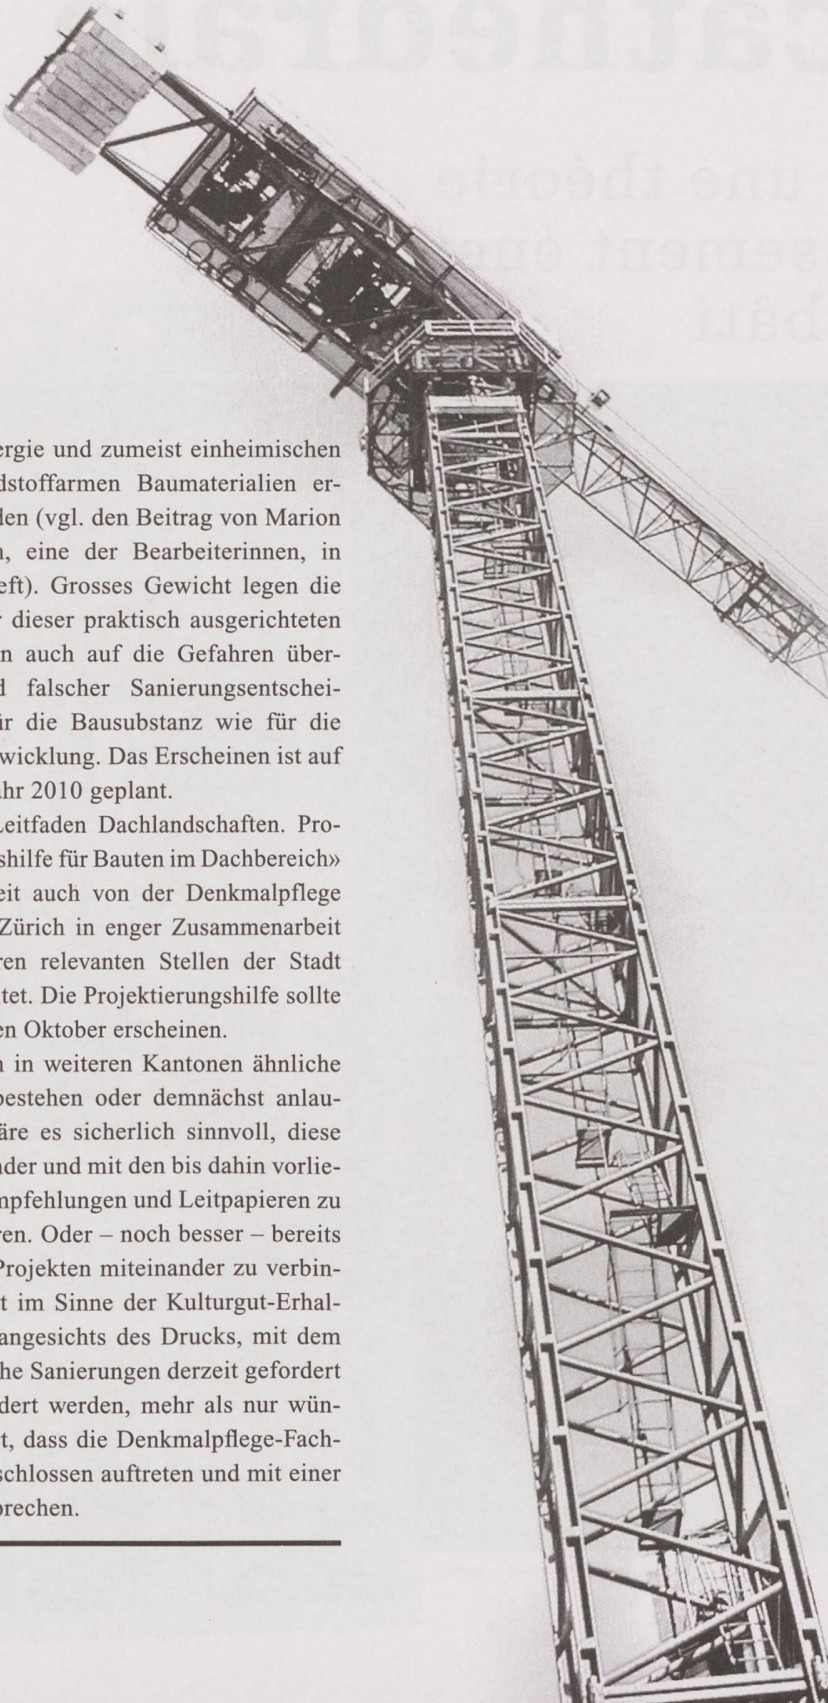 ergie und zumeist einheimischen
dstoffarmen Baumaterialien er-
den (vgl. den Beitrag von Marion
n, eine der Bearbeiterinnen, in
eft). Grosses Gewicht legen die
r dieser praktisch ausgerichteten
n auch auf die Gefahren über-
d falscher Sanierungsentschei-
ür die Bausubstanz wie für die
wicklung. Das Erscheinen ist auf
ahr 2010 geplant.
Leitfaden Dachlandschaften. Pro-
shilfe für Bauten im Dachbereich»
eit auch von der Denkmalpflege
Zürich in enger Zusammenarbeit
ren relevanten Stellen der Stadt
tet. Die Projektierungshilfe sollte
en Oktober erscheinen.
n in weiteren Kantonen ähnliche
bestehen oder demnächst anlau-
äre es sicherlich sinnvoll, diese
nder und mit den bis dahin vorlie-
mpfehlungen und Leitpapieren zu
ren. Oder – noch besser – bereits
Projekten miteinander zu verbin-
t im Sinne der Kulturgut-Erhal-
angesichts des Drucks, mit dem
he Sanierungen derzeit gefordert
dert werden, mehr als nur wün-
t, dass die Denkmalpflege-Fach-
schlossen auftreten und mit einer
prechen.